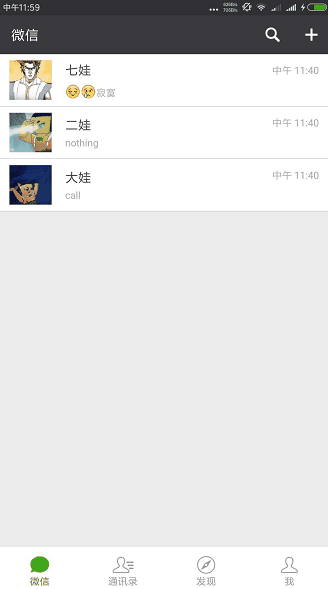 中午11:59
微信
七娃
中午 11:40
寂寞
二娃
中午 11:40
nothing
大娃
中午 11:40
call
微信 通讯录 发现 我